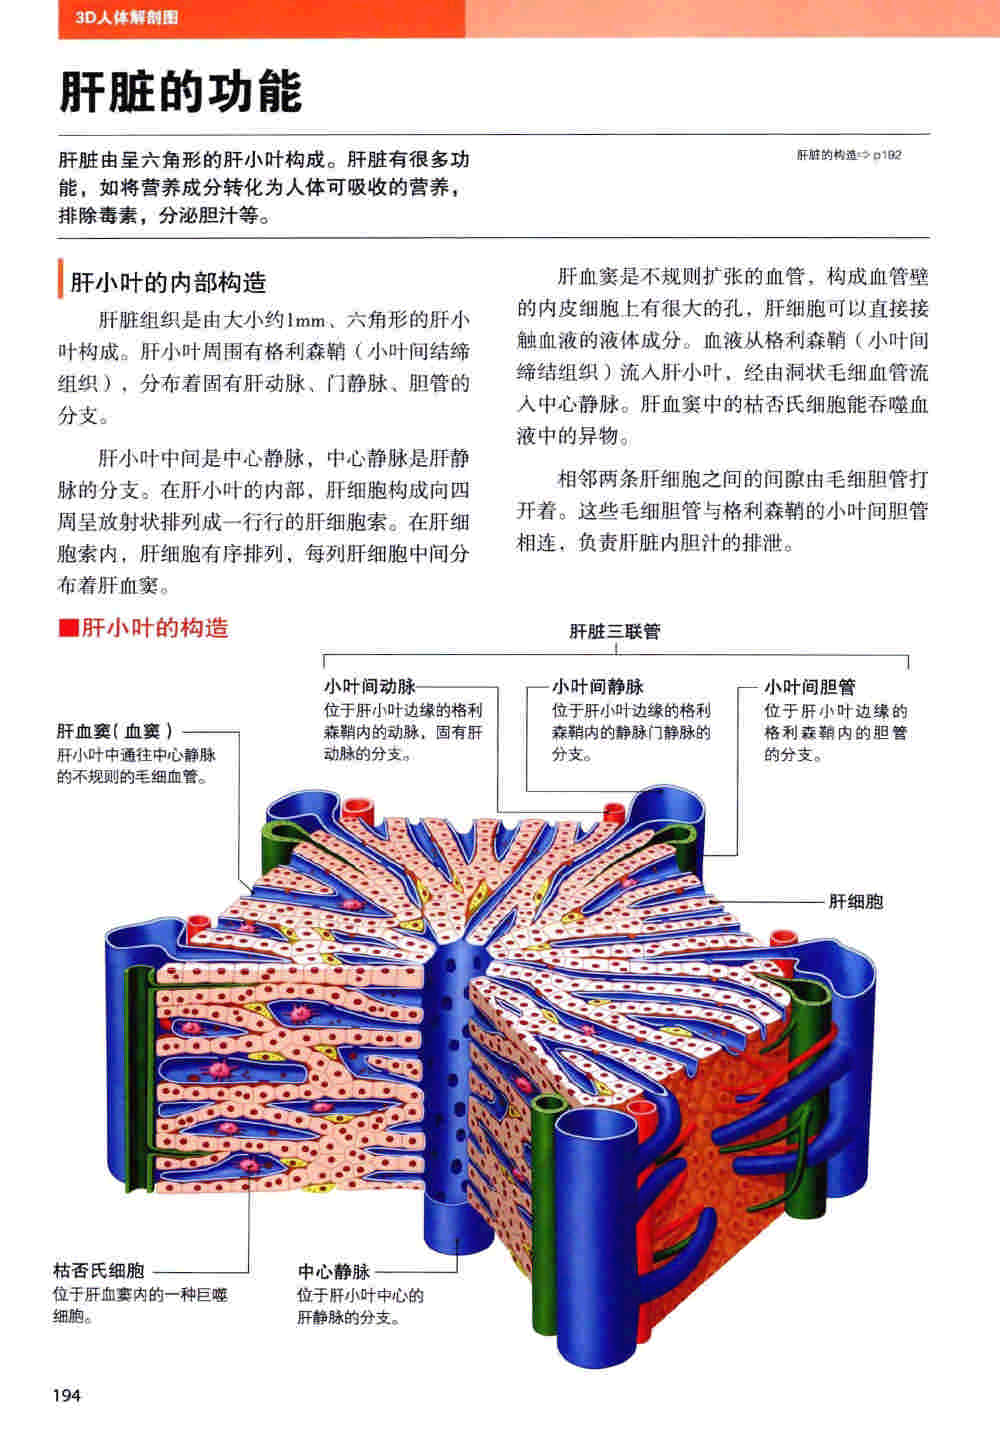 3D人体解剖图
肝脏的功能
肝脏由呈六角形的肝小叶构成。肝脏有很多功
能，如将营养成分转化为人体可吸收的营养，
排除毒素，分泌胆汁等。
肝脏的构造⇨p192
肝小叶的内部构造
肝脏组织是由大小约1mm、六角形的肝小
叶构成。肝小叶周围有格利森鞘（小叶间结缔
组织），分布着固有肝动脉、门静脉、胆管的
分支。
肝小叶中间是中心静脉，中心静脉是肝静
脉的分支。在肝小叶的内部，肝细胞构成向四
周呈放射状排列成一行行的肝细胞索。在肝细
胞索内，肝细胞有序排列，每列肝细胞中间分
布着肝血窦。
肝血窦是不规则扩张的血管，构成血管壁
的内皮细胞上有很大的孔，肝细胞可以直接接
触血液的液体成分。血液从格利森鞘（小叶间
缔结组织）流入肝小叶，经由洞状毛细血管流
入中心静脉。肝血窦中的枯否氏细胞能吞噬血
液中的异物。
相邻两条肝细胞之间的间隙由毛细胆管打
开着。这些毛细胆管与格利森鞘的小叶间胆管
相连，负责肝脏内胆汁的排泄。
■肝小叶的构造
肝脏三联管
小叶间动脉
位于肝小叶边缘的格利
森鞘内的动脉，固有肝
动脉的分支。
小叶间静脉
位于肝小叶边缘的格利
森鞘内的静脉门静脉的
分支。
小叶间胆管
位于肝小叶边缘的
格利森鞘内的胆管
的分支。
肝血窦（血窦）
肝小叶中通往中心静脉
的不规则的毛细血管。
肝细胞
枯否氏细胞
位于肝血窦内的一种巨噬
细胞。
中心静脉
位于肝小叶中心的
肝静脉的分支。
194